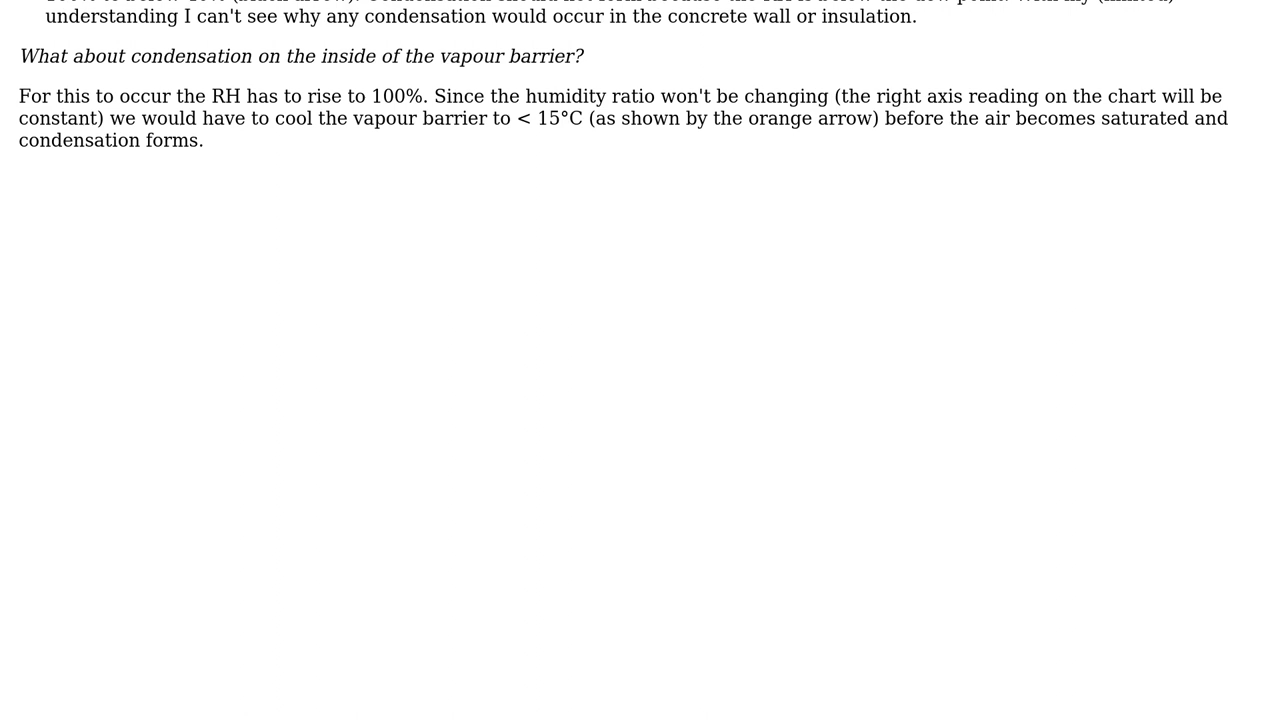 understanding I can't see why any condensation would occur in the concrete wall or insulation.
What about condensation on the inside of the vapour barrier?
For this to occur the RH has to rise to 100%. Since the humidity ratio won't be changing (the right axis reading on the chart will be
constant) we would have to cool the vapour barrier to < 15°C (as shown by the orange arrow) before the air becomes saturated and
condensation forms.